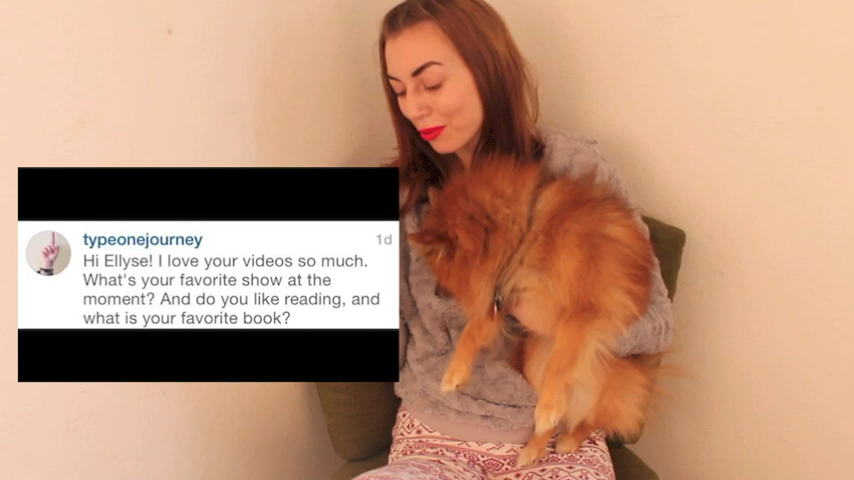 typeonejourney 1d
Hi Ellyse! I love your videos so much.
What's your favorite show at the
moment? And do you like reading, and
what is your favorite book?